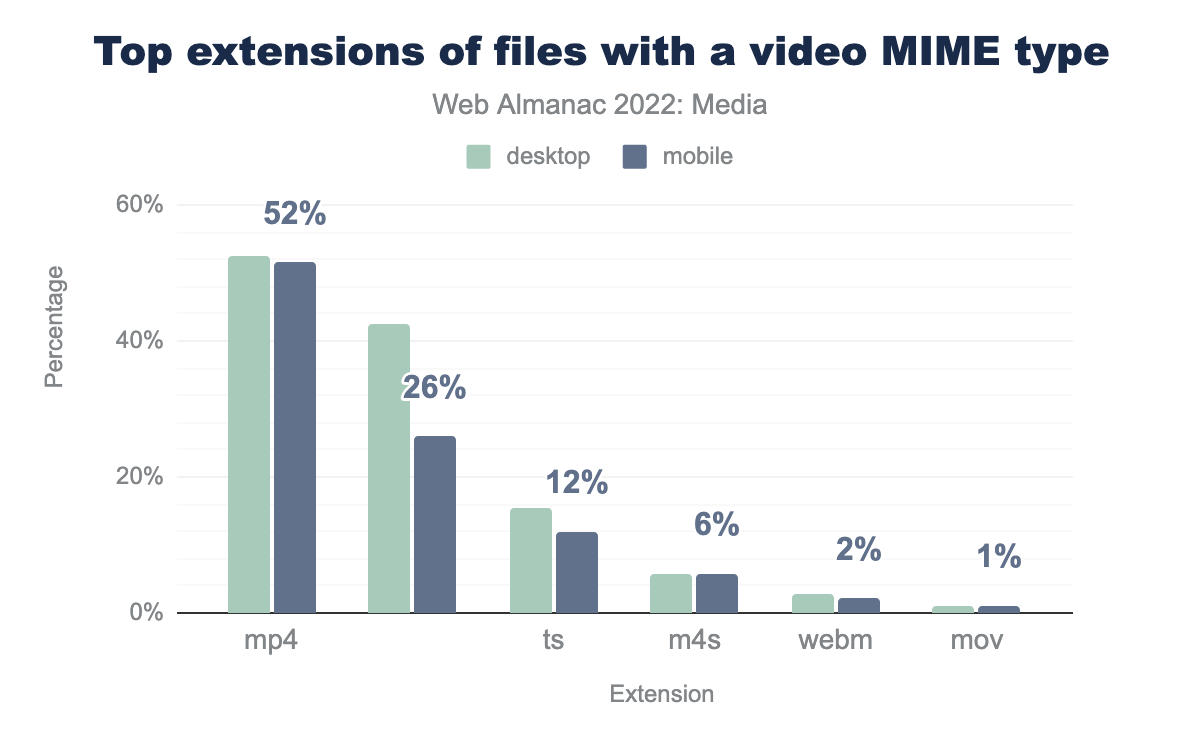 Top extensions of files with a video MIME type
Web Almanac 2022: Media
desktop mobile
60%
40%
20%
0%
Percentage
52%
26%
12%
6%
2%
1%
mp4 ts m4s webm mov
Extension